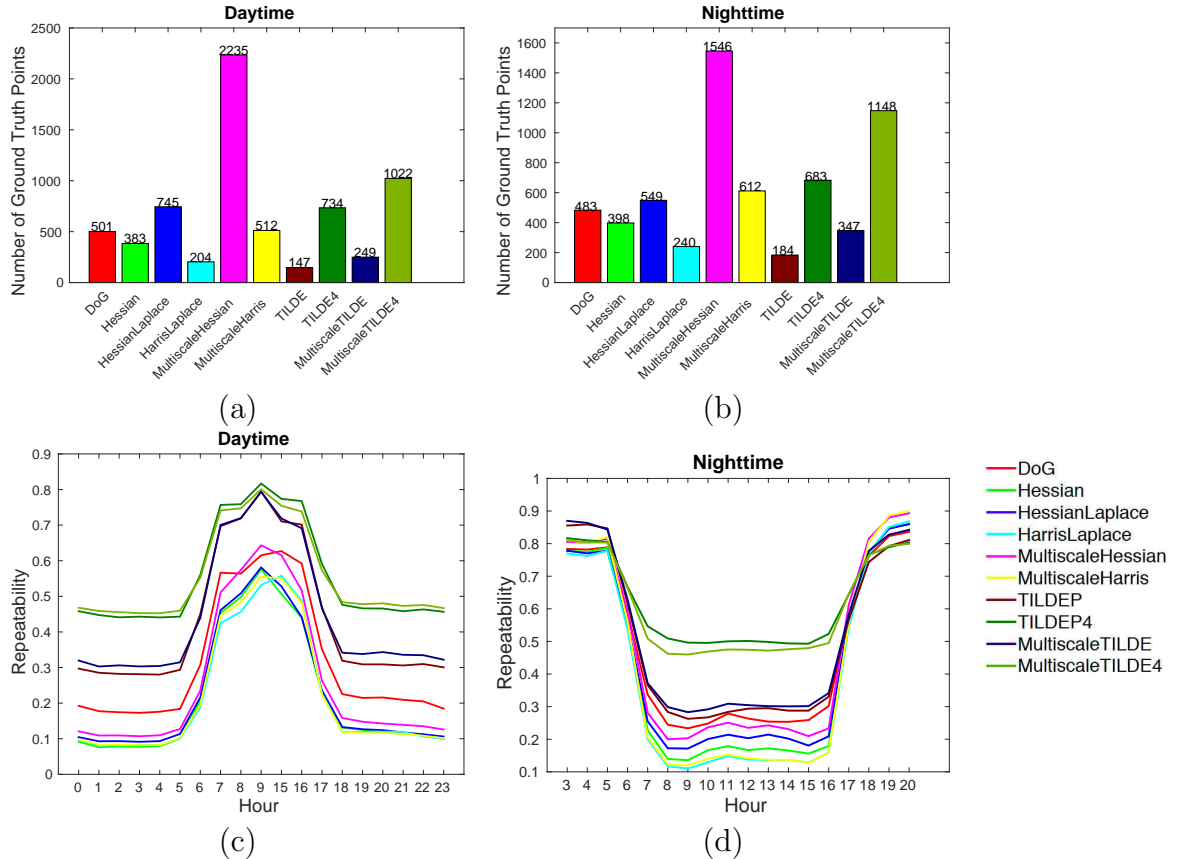 Daytime
Number of Ground Truth Points
2500
2000
1500
1000
500
0
501
383
745
204
2235
512
147
734
249
1022
DoG
Hessian
HessianLaplace
HarrisLaplace
MultiscaleHessian
MultiscaleHarris
TILDE
TILDE4
MultiscaleTILDE
MultiscaleTILDE4
(a)
Nighttime
Number of Ground Truth Points
1600
1400
1200
1000
800
600
400
200
0
483
398
549
240
1546
612
184
683
347
1148
DoG
Hessian
HessianLaplace
HarrisLaplace
MultiscaleHessian
MultiscaleHarris
TILDE
TILDE4
MultiscaleTILDE
MultiscaleTILDE4
(b)
Daytime
Repeatability
0.9
0.8
0.7
0.6
0.5
0.4
0.3
0.2
0.1
0
0 1 2 3 4 5 6 7 8 9 15 16 17 18 19 20 21 22 23
Hour
(c)
Nighttime
Repeatability
1
0.9
0.8
0.7
0.6
0.5
0.4
0.3
0.2
0.1
3 4 5 6 7 8 9 10 11 12 13 14 15 16 17 18 19 20
Hour
(d)
DoG
Hessian
HessianLaplace
HarrisLaplace
MultiscaleHessian
MultiscaleHarris
TILDEP
TILDEP4
MultiscaleTILDE
MultiscaleTILDE4